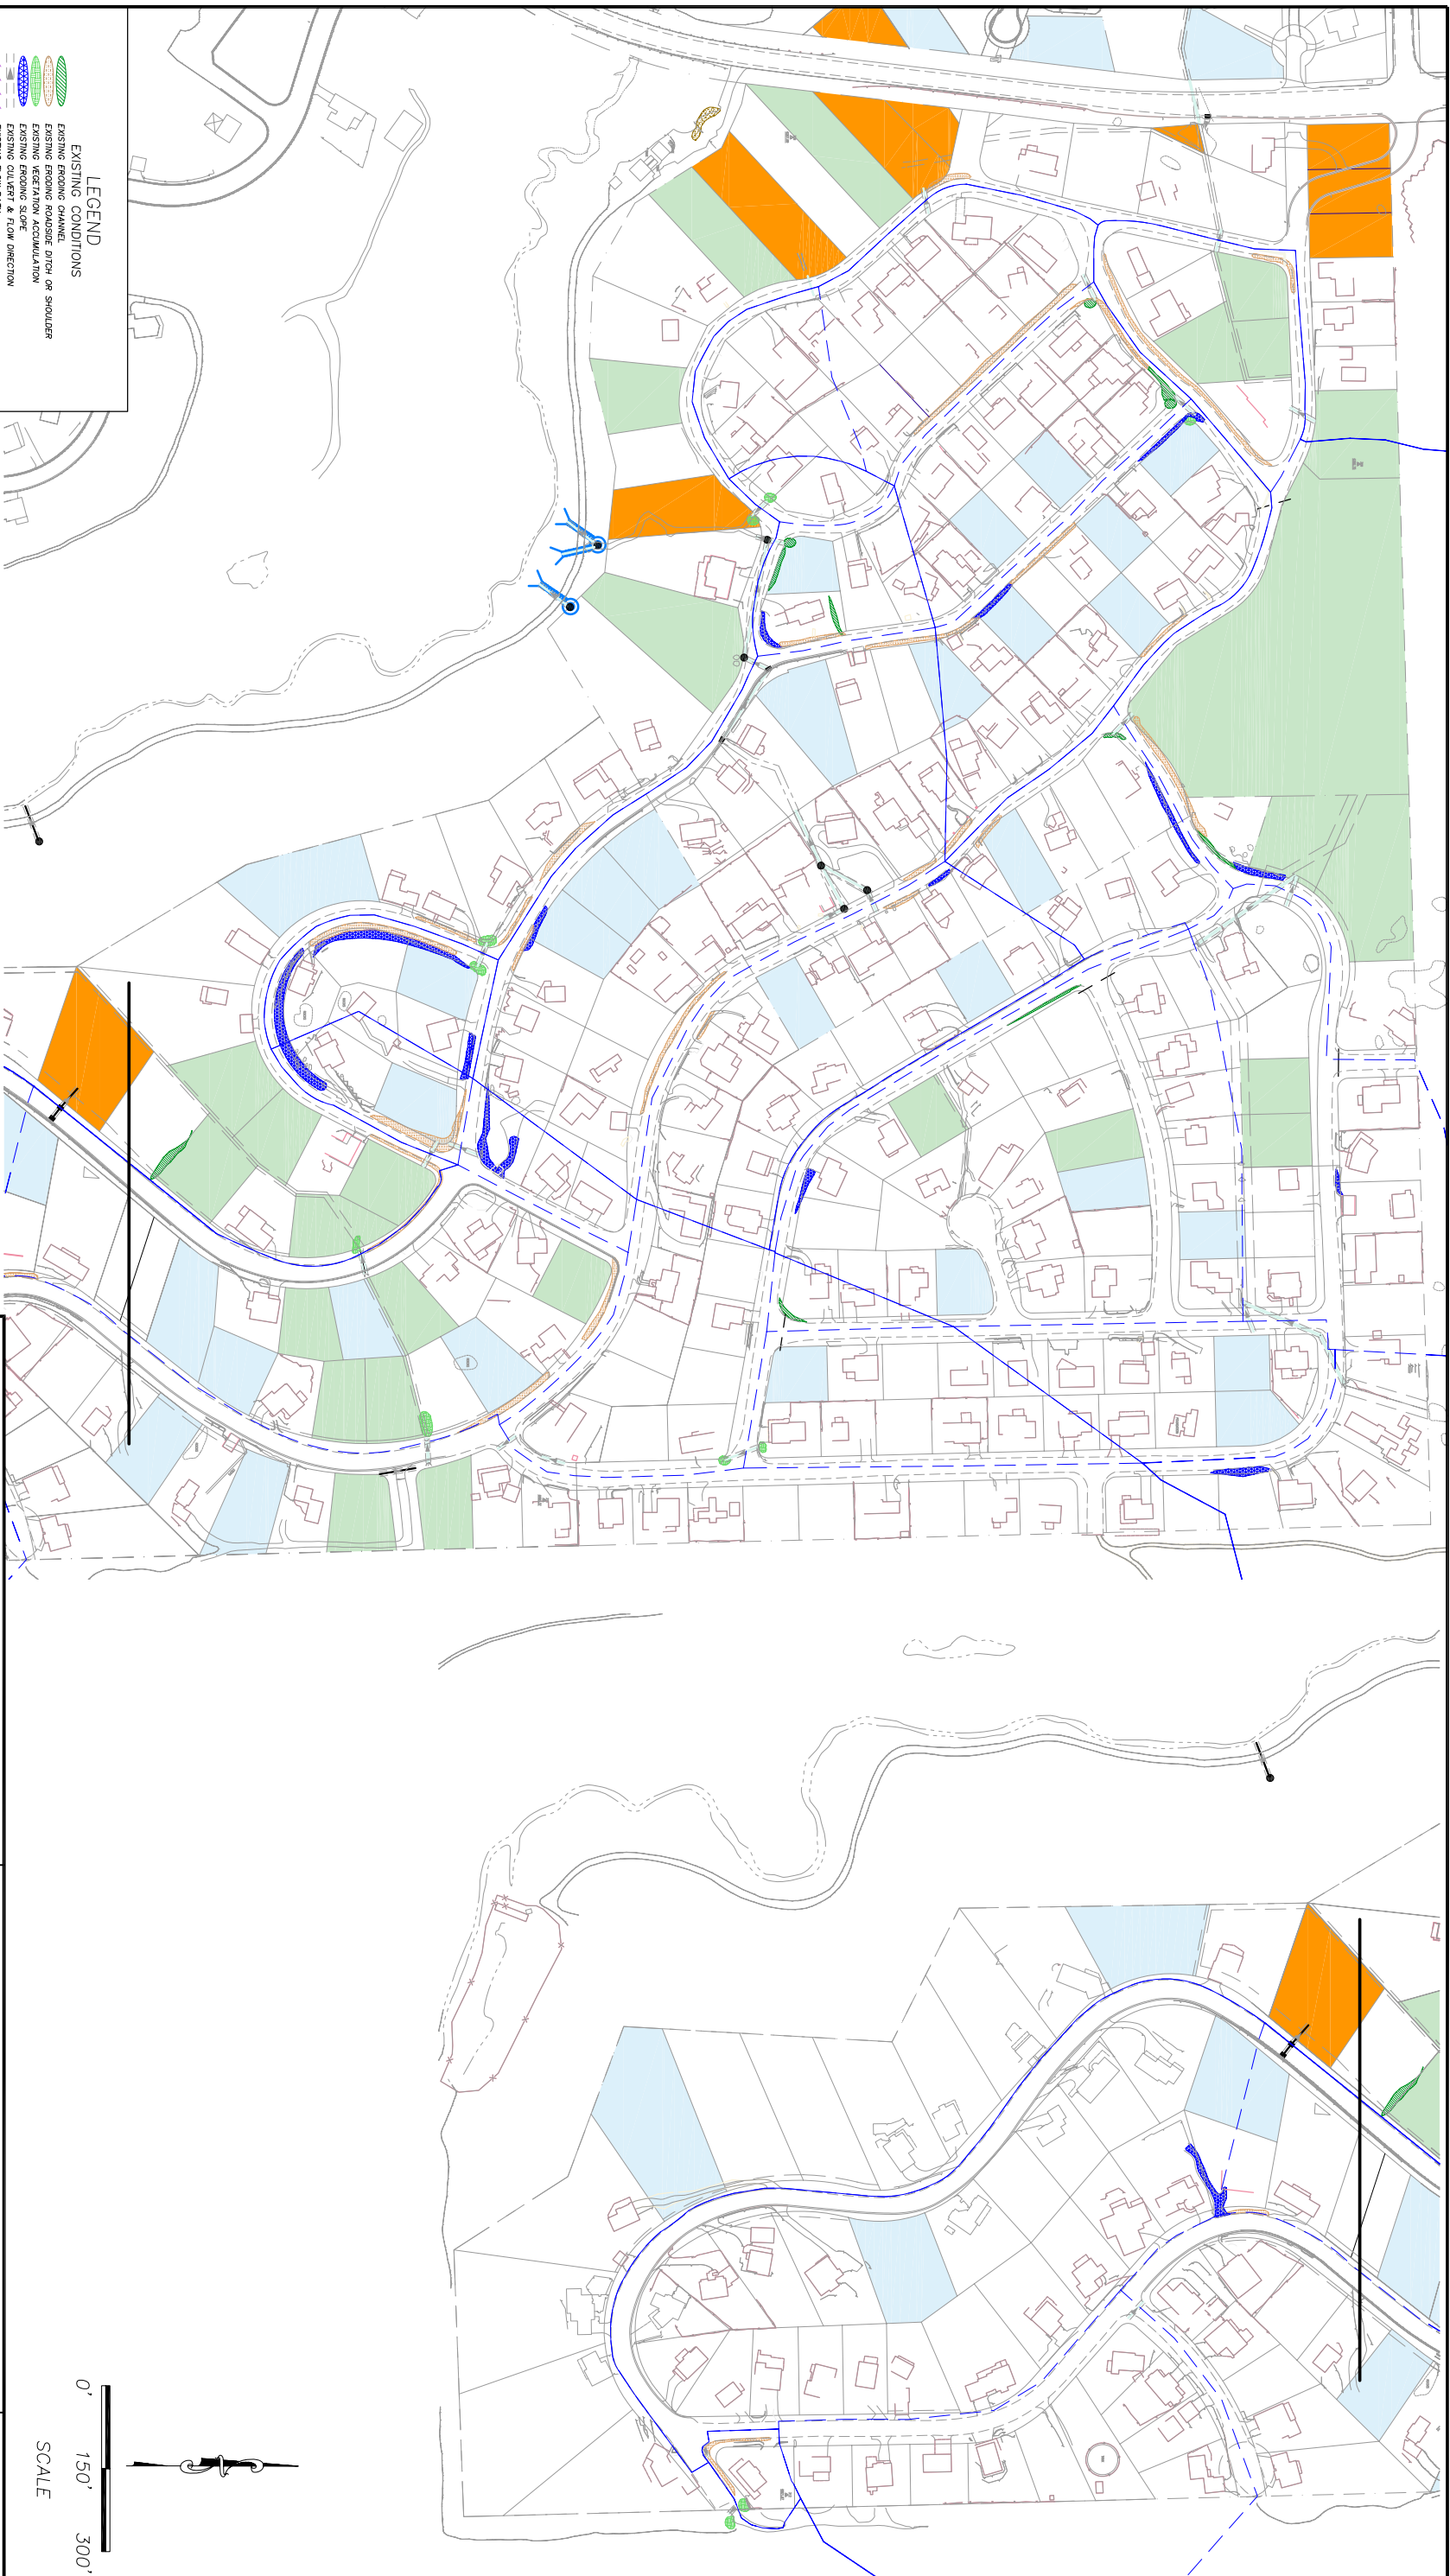 LEGEND
EXISTING CONDITIONS
EXISTING ERODING CHANNEL
EXISTING ERODING ROADSIDE DITCH OR SHOULDER
EXISTING VEGETATION ACCUMULATION
EXISTING ERODING SLOPE
EXISTING CULVERT & FLOW DIRECTION
0' 150' 300'
SCALE